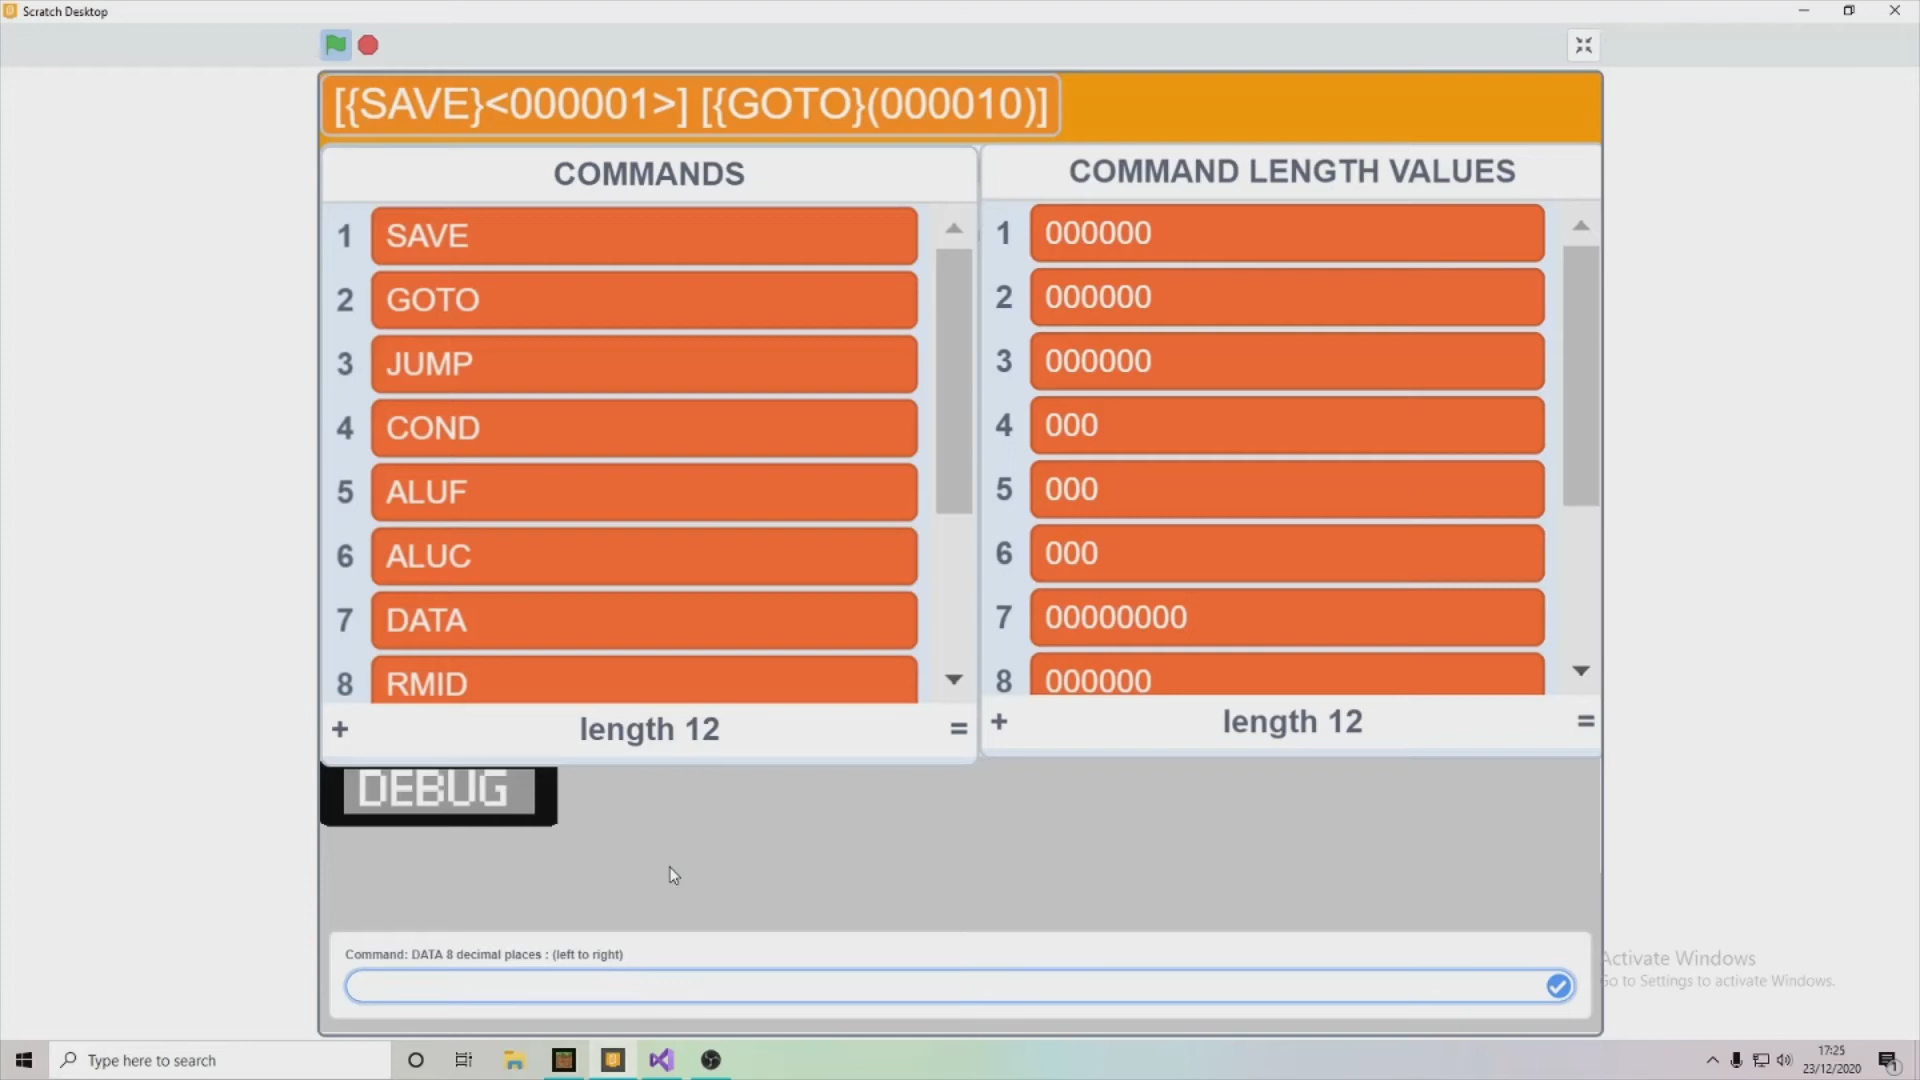 Scratch Desktop
[{SAVE}<000001>] [{GOTO}(000010)]
COMMANDS
1 SAVE
2 GOTO
3 JUMP
4 COND
5 ALUF
6 ALUC
7 DATA
8 RMID
+ length 12 =
COMMAND LENGTH VALUES
1 000000
2 000000
3 000000
4 000
5 000
6 000
7 00000000
8 000000
+ length 12 =
DEBUG
Command: DATA 8 decimal places : (left to right)
Activate Windows
Go to Settings to activate Windows.
Type here to search
17:25
23/12/2020
1